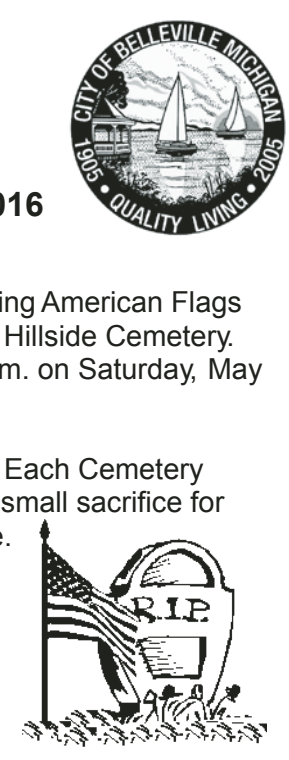 CITY OF BELLEVILLE MICHIGAN
1905 • QUALITY LIVING • 2005
016
ing American Flags
Hillside Cemetery.
m. on Saturday, May
Each Cemetery
small sacrifice for
e.
R.I.P.